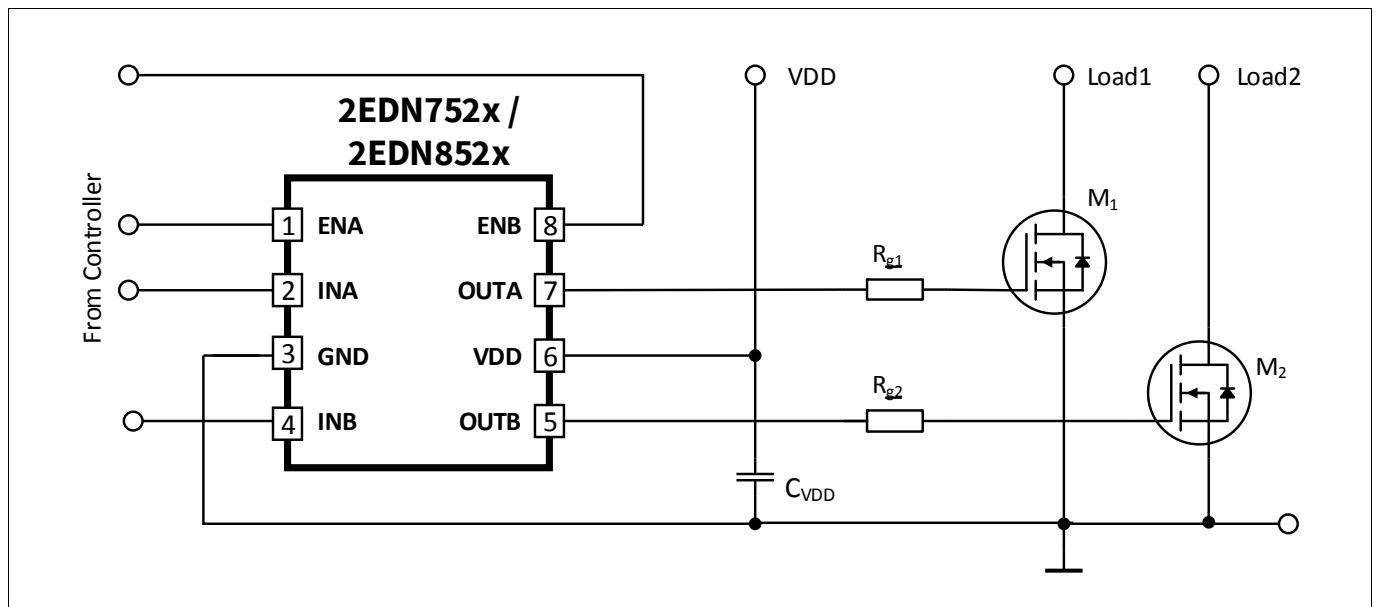 VDD
Load1
Load2
2EDN752x /
2EDN852x
From Controller
M1
1 ENA ENB 8
Rg1
2 INA OUTA 7
3 GND VDD 6
M2
Rg2
4 INB OUTB 5
CVDD